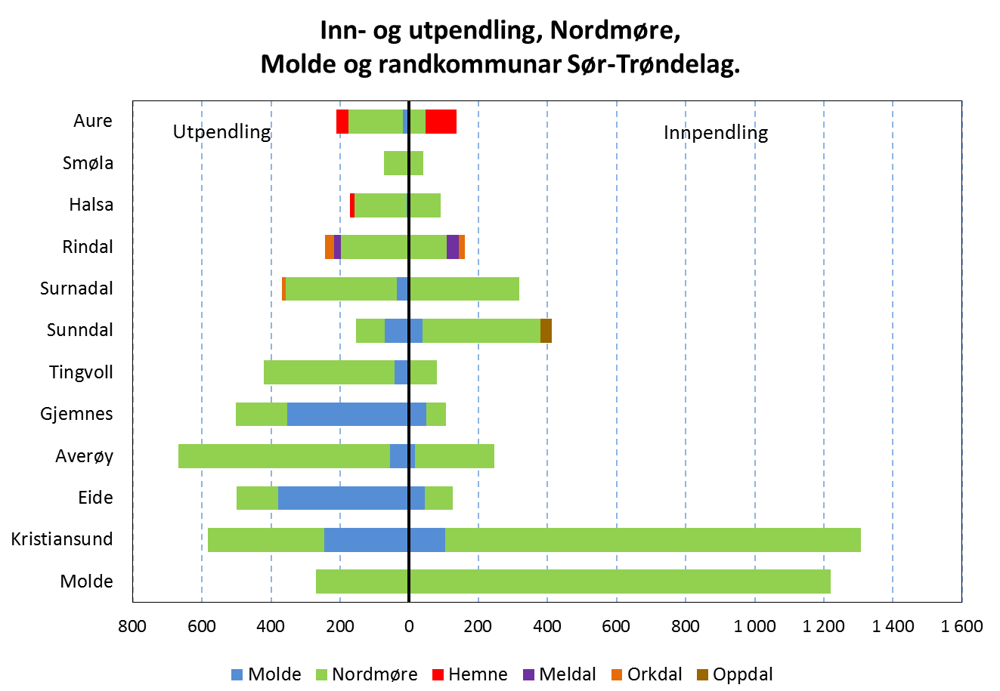 Inn- og utpendling, Nordmøre,
Molde og randkommunar Sør-Trøndelag.
Aure
Utpendling
Innpendling
Smøla
Halsa
Rindal
Surnadal
Sunndal
Tingvoll
Gjemnes
Averøy
Eide
Kristiansund
Molde
800 600 400 200 0 200 400 600 800 1 000 1 200 1 400 1 600
Molde Nordmøre Hemne Meldal Orkdal Oppdal